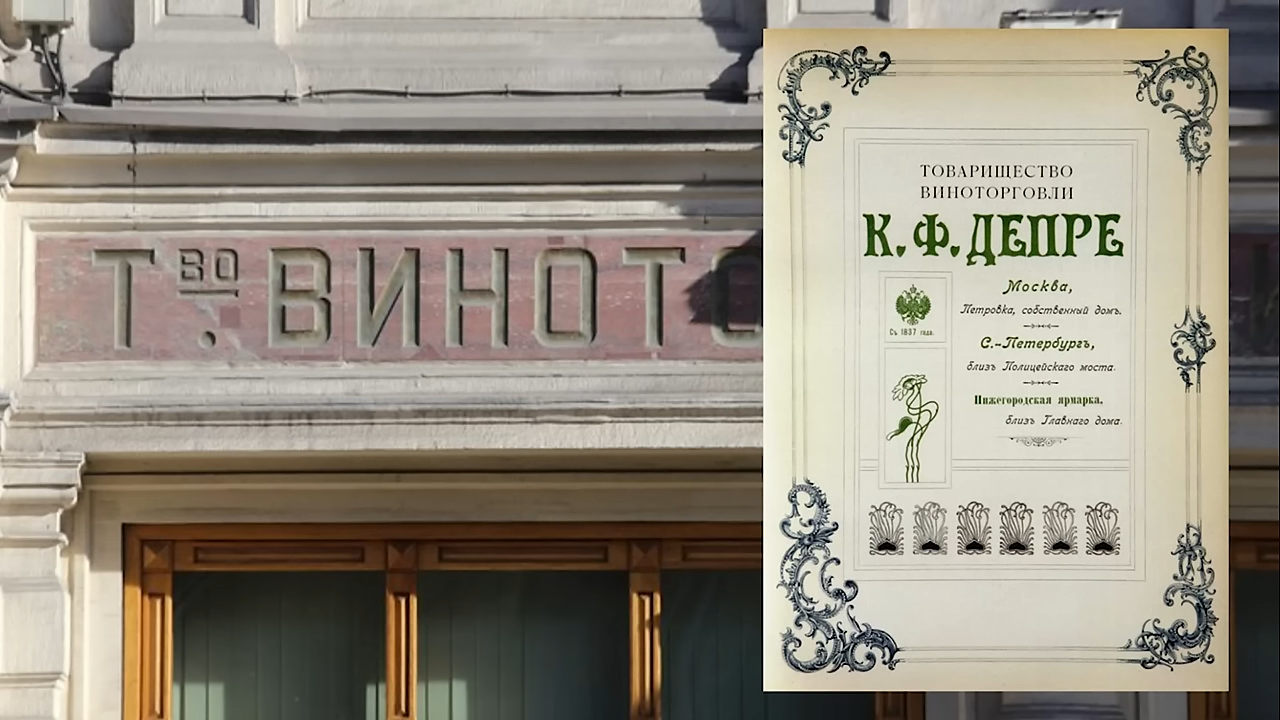 Т ВО . ВИНОТО
ТОВАРИЩЕСТВО
ВИНОТОРГОВЛИ
К. Ф. ДЕПРЕ
Съ 1837 года.
Москва,
Петровка, собственный домъ.
С.-Петербургъ,
близъ Полицейскаго моста.
Нижегородская ярмарка,
близъ Главнаго дома.